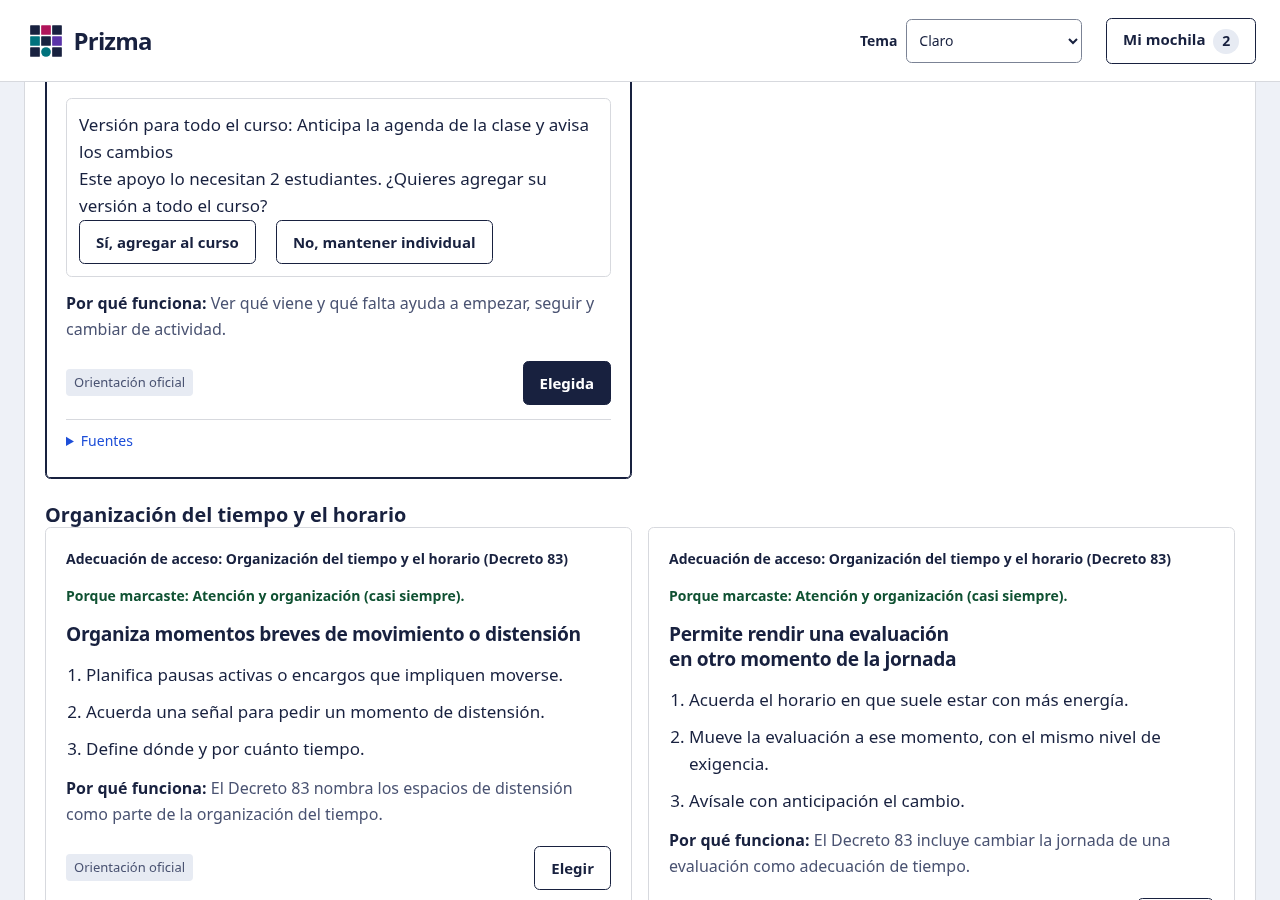 Prizma
Tema
Claro
Mi mochila 2
Versión para todo el curso: Anticipa la agenda de la clase y avisa
los cambios
Este apoyo lo necesitan 2 estudiantes. ¿Quieres agregar su
versión a todo el curso?
Sí, agregar al curso
No, mantener individual
Por qué funciona: Ver qué viene y qué falta ayuda a empezar, seguir y
cambiar de actividad.
Orientación oficial
Elegida
Fuentes
Organización del tiempo y el horario
Adecuación de acceso: Organización del tiempo y el horario (Decreto 83)
Porque marcaste: Atención y organización (casi siempre).
Organiza momentos breves de movimiento o distensión
1. Planifica pausas activas o encargos que impliquen moverse.
2. Acuerda una señal para pedir un momento de distensión.
3. Define dónde y por cuánto tiempo.
Por qué funciona: El Decreto 83 nombra los espacios de distensión
como parte de la organización del tiempo.
Orientación oficial
Elegir
Adecuación de acceso: Organización del tiempo y el horario (Decreto 83)
Porque marcaste: Atención y organización (casi siempre).
Permite rendir una evaluación
en otro momento de la jornada
1. Acuerda el horario en que suele estar con más energía.
2. Mueve la evaluación a ese momento, con el mismo nivel de
exigencia.
3. Avísale con anticipación el cambio.
Por qué funciona: El Decreto 83 incluye cambiar la jornada de una
evaluación como adecuación de tiempo.